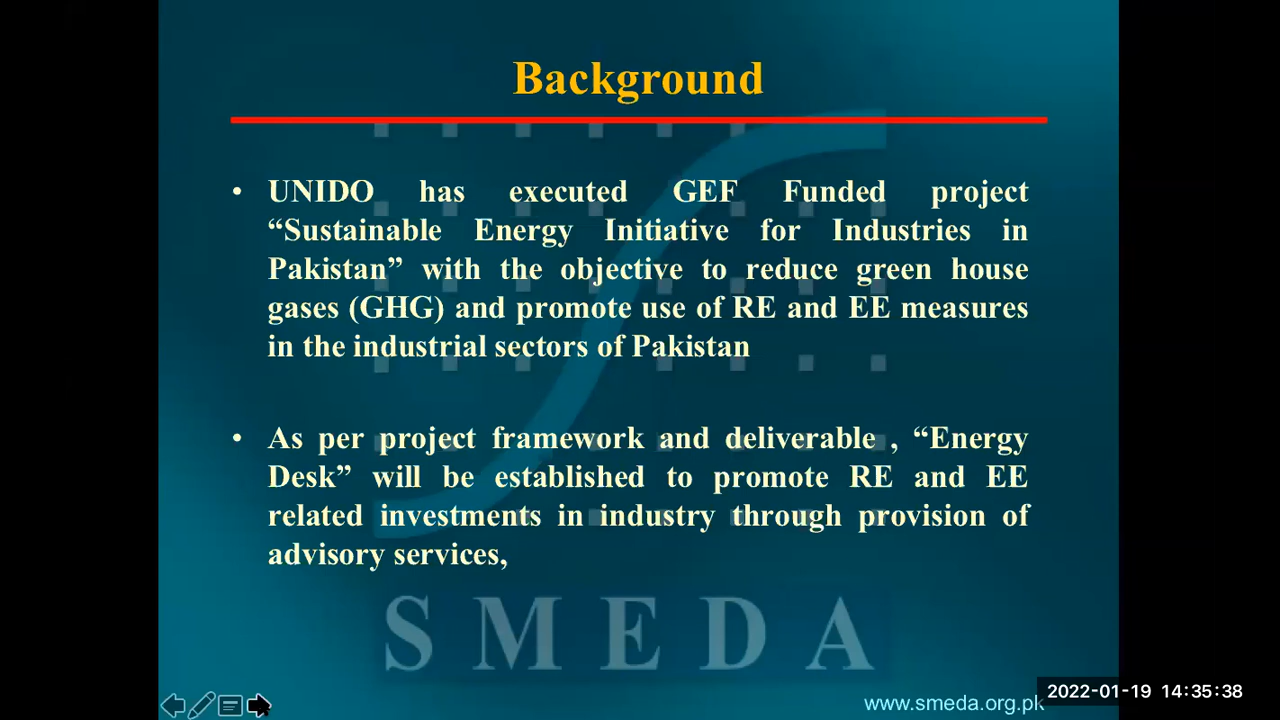 Background
• UNIDO has executed GEF Funded project
“Sustainable Energy Initiative for Industries in
Pakistan” with the objective to reduce green house
gases (GHG) and promote use of RE and EE measures
in the industrial sectors of Pakistan
• As per project framework and deliverable , “Energy
Desk” will be established to promote RE and EE
related investments in industry through provision of
advisory services,
SMEDA
www.smeda.org.pk
2022-01-19 14:35:38